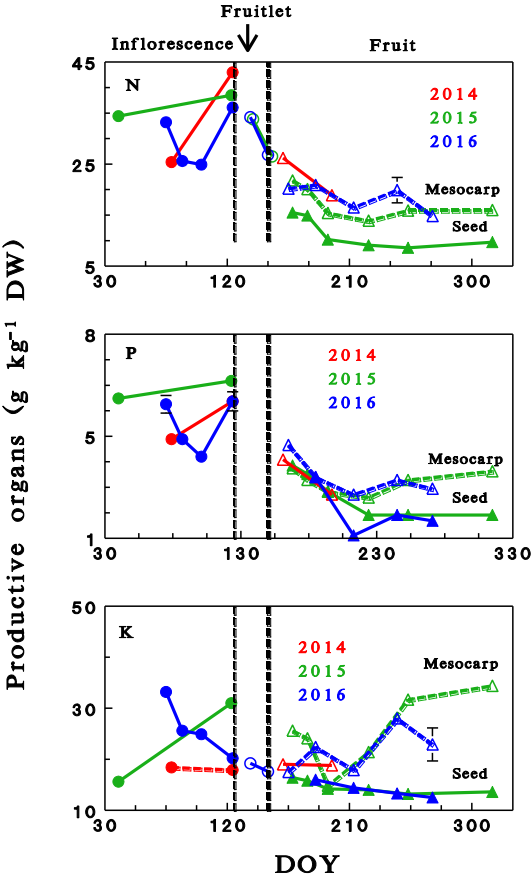 Fruitlet
Inflorescence
Fruit
45
N
2014
2015
2016
25
Mesocarp
Seed
5
30
120
210
300
8
P
2014
2015
2016
5
Mesocarp
Seed
1
30
130
230
330
50
K
2014
2015
2016
Mesocarp
30
Seed
10
30
120
210
300
DOY
Productive organs (g kg⁻¹ DW)